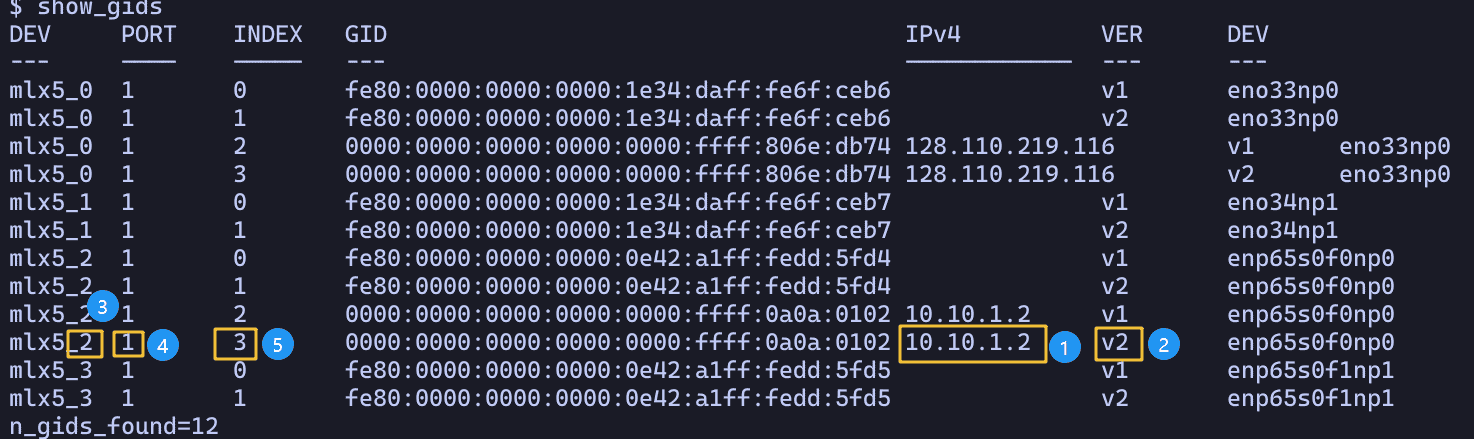 $ show_gids
DEV PORT INDEX GID IPv4 VER DEV
--- ---- ----- --- ------------ --- ---
mlx5_0 1 0 fe80:0000:0000:0000:1e34:daff:fe6f:ceb6 v1 eno33np0
mlx5_0 1 1 fe80:0000:0000:0000:1e34:daff:fe6f:ceb6 v2 eno33np0
mlx5_0 1 2 0000:0000:0000:0000:0000:ffff:806e:db74 128.110.219.116 v1 eno33np0
mlx5_0 1 3 0000:0000:0000:0000:0000:ffff:806e:db74 128.110.219.116 v2 eno33np0
mlx5_1 1 0 fe80:0000:0000:0000:1e34:daff:fe6f:ceb7 v1 eno34np1
mlx5_1 1 1 fe80:0000:0000:0000:1e34:daff:fe6f:ceb7 v2 eno34np1
mlx5_2 1 0 fe80:0000:0000:0000:0e42:a1ff:fedd:5fd4 v1 enp65s0f0np0
mlx5_2 1 1 fe80:0000:0000:0000:0e42:a1ff:fedd:5fd4 v2 enp65s0f0np0
mlx5_2 3 1 2 0000:0000:0000:0000:0000:ffff:0a0a:0102 10.10.1.2 v1 enp65s0f0np0
mlx5_2 1 4 3 5 0000:0000:0000:0000:0000:ffff:0a0a:0102 10.10.1.2 1 v2 2 enp65s0f0np0
mlx5_3 1 0 fe80:0000:0000:0000:0e42:a1ff:fedd:5fd5 v1 enp65s0f1np1
mlx5_3 1 1 fe80:0000:0000:0000:0e42:a1ff:fedd:5fd5 v2 enp65s0f1np1
n_gids_found=12